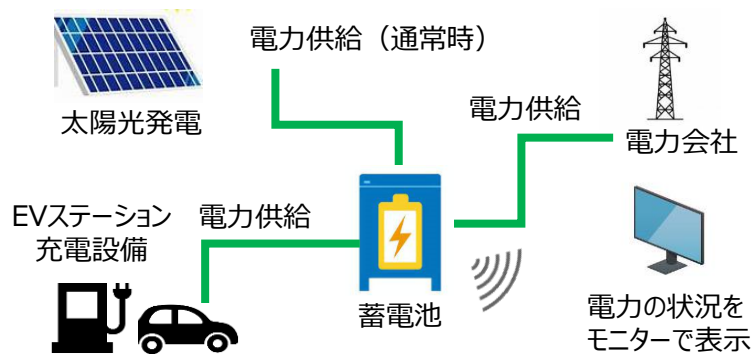 電力供給（通常時）
太陽光発電
電力供給
電力会社
EVステーション
充電設備
電力供給
蓄電池
電力の状況を
モニターで表示